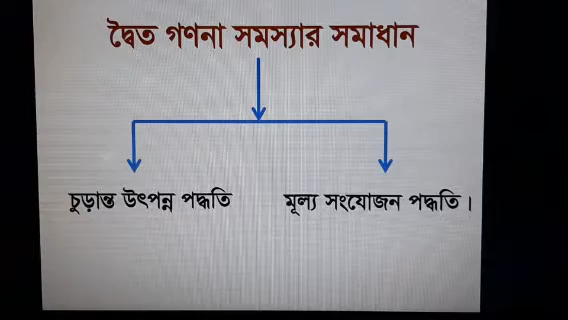 দ্বৈত গণনা সমস্যার সমাধান
চুড়ান্ত উৎপন্ন পদ্ধতি
মূল্য সংযোজন পদ্ধতি।